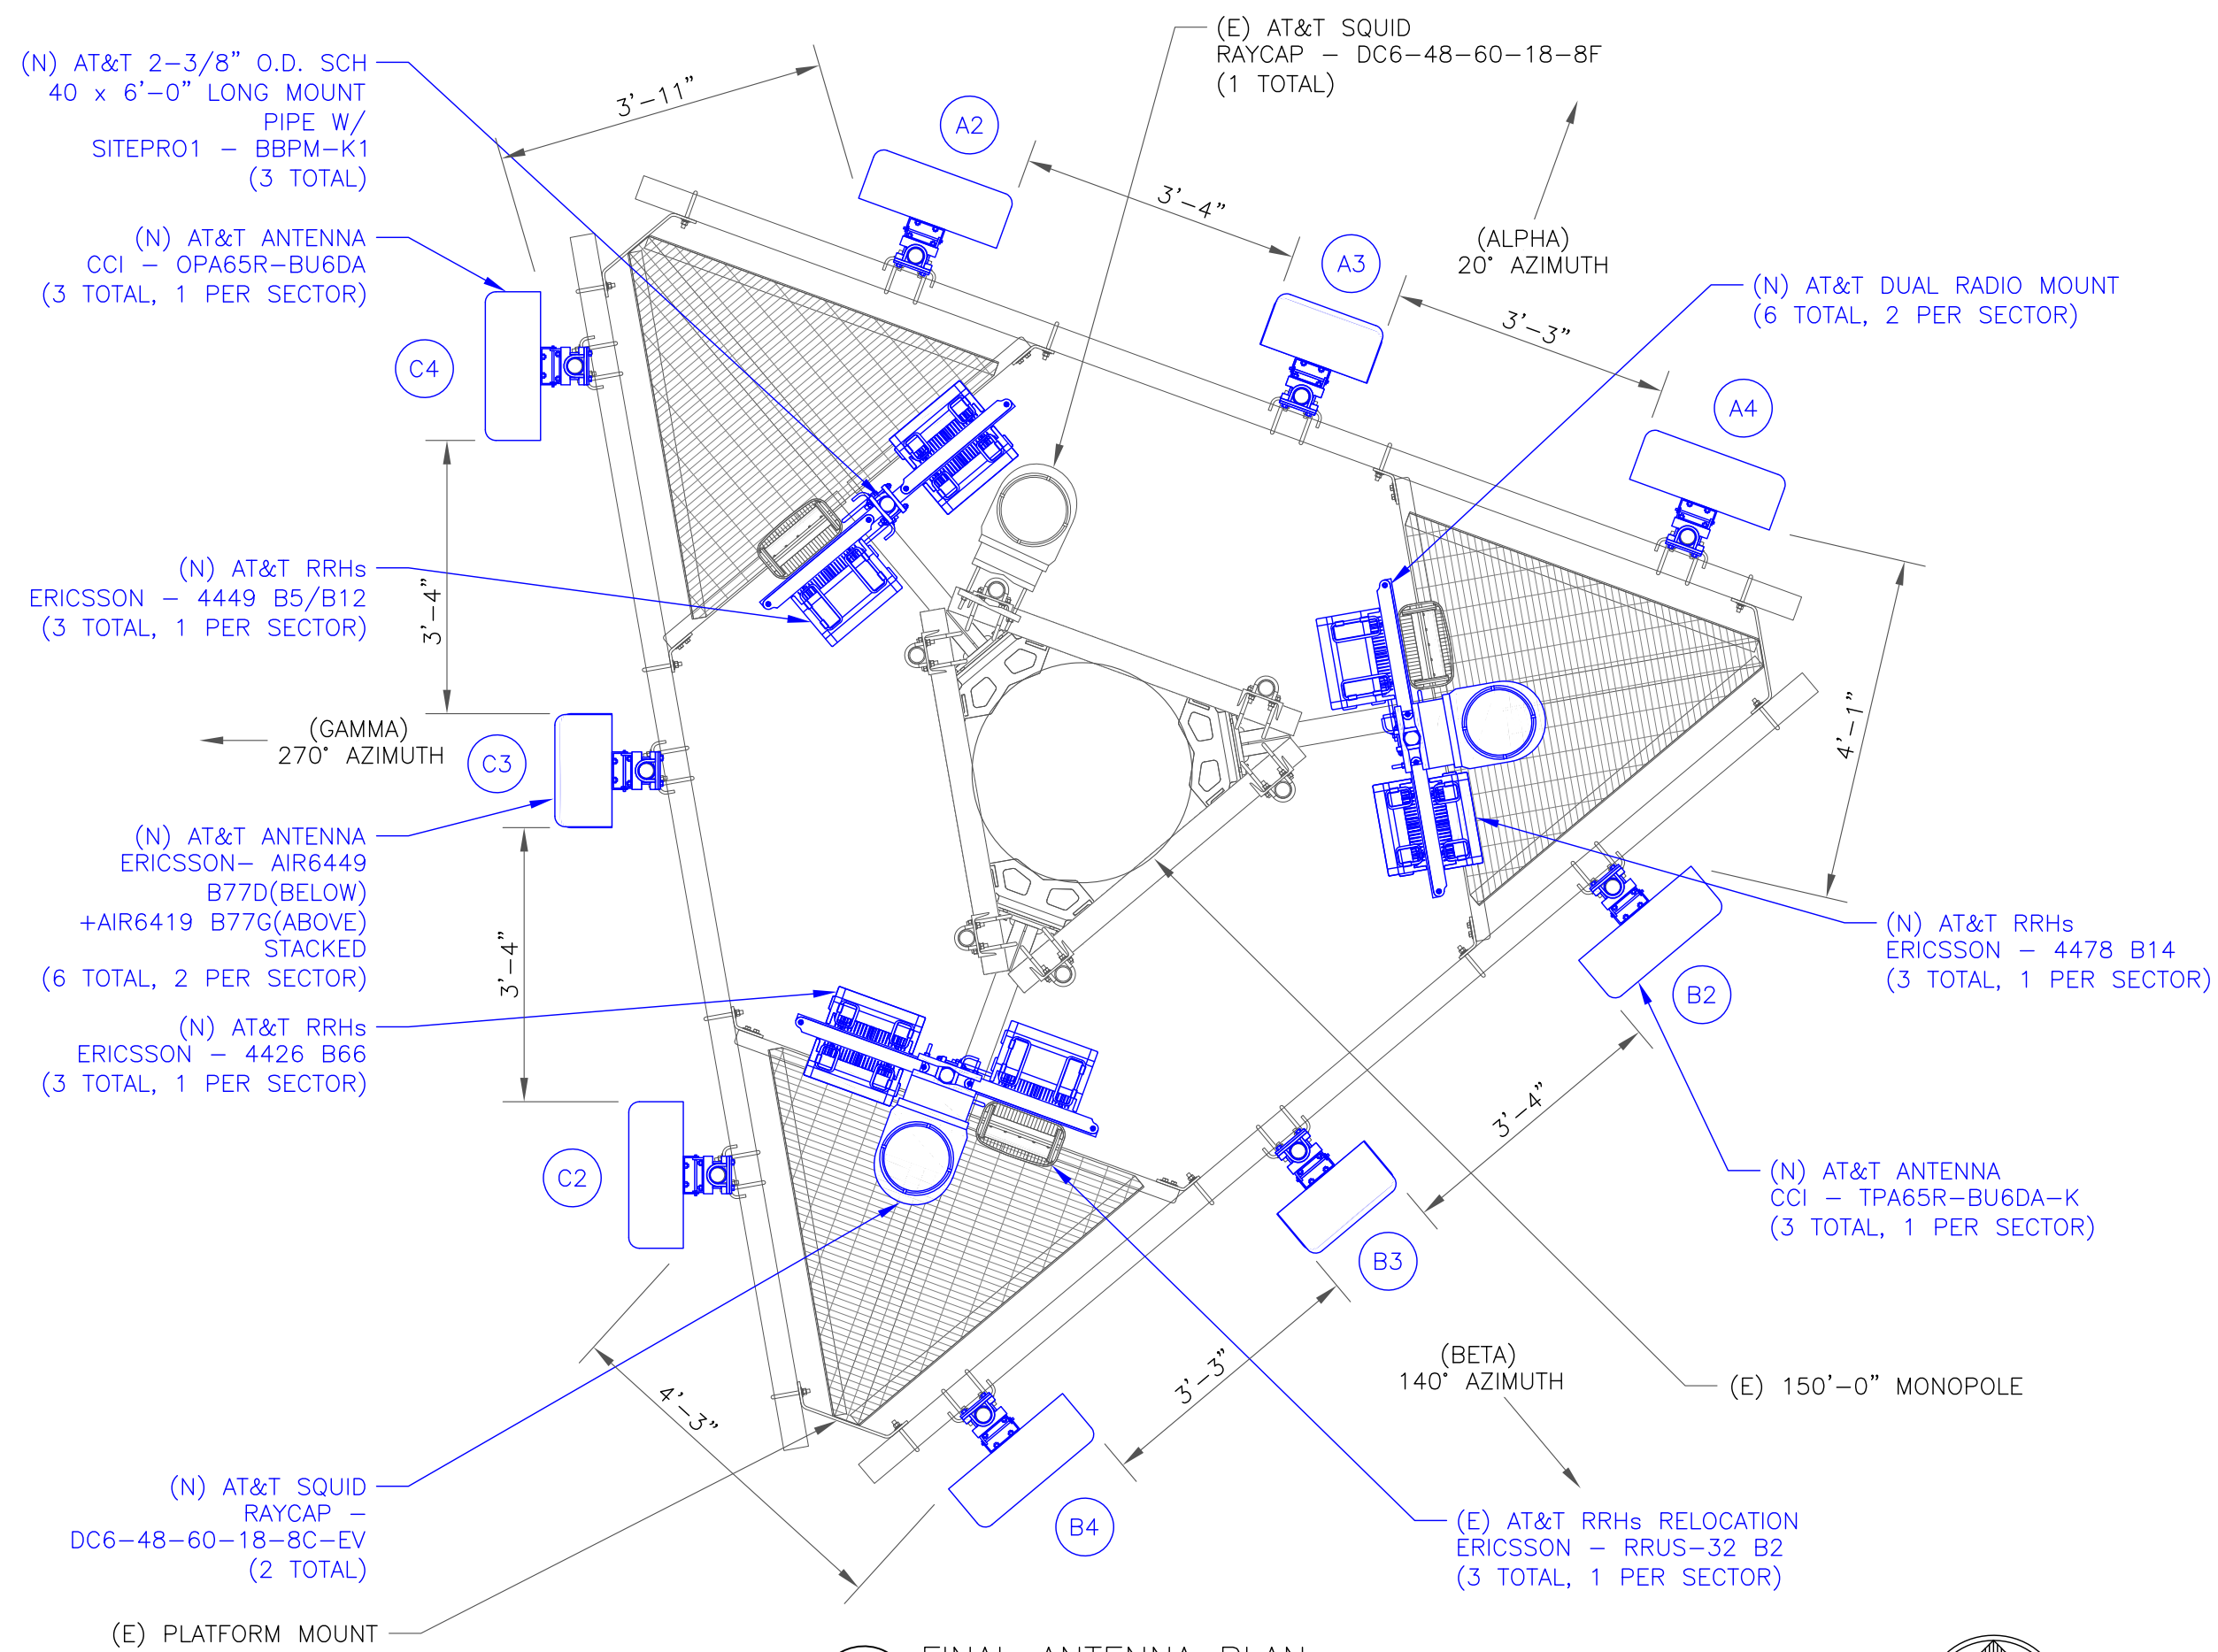 (E) AT&T SQUID
RAYCAP - DC6-48-60-18-8F
(1 TOTAL)
(N) AT&T 2-3/8" O.D. SCH
40 x 6'-0" LONG MOUNT
PIPE W/
SITEPRO1 - BBPM-K1
(3 TOTAL)
3'-11"
A2
3'-4"
A3
3'-3"
A4
(ALPHA)
20° AZIMUTH
(N) AT&T ANTENNA
CCI - OPA65R-BU6DA
(3 TOTAL, 1 PER SECTOR)
C4
(N) AT&T DUAL RADIO MOUNT
(6 TOTAL, 2 PER SECTOR)
(N) AT&T RRHs
ERICSSON - 4449 B5/B12
(3 TOTAL, 1 PER SECTOR)
3'-4"
4'-1"
(GAMMA)
270° AZIMUTH
C3
(N) AT&T ANTENNA
ERICSSON- AIR6449
B77D(BELOW)
+AIR6419 B77G(ABOVE)
STACKED
(6 TOTAL, 2 PER SECTOR)
3'-4"
(N) AT&T RRHs
ERICSSON - 4478 B14
(3 TOTAL, 1 PER SECTOR)
B2
(N) AT&T RRHs
ERICSSON - 4426 B66
(3 TOTAL, 1 PER SECTOR)
3'-4"
C2
(N) AT&T ANTENNA
CCI - TPA65R-BU6DA-K
(3 TOTAL, 1 PER SECTOR)
B3
3'-3"
(BETA)
140° AZIMUTH
(E) 150'-0" MONOPOLE
4'-3"
B4
(N) AT&T SQUID
RAYCAP -
DC6-48-60-18-8C-EV
(2 TOTAL)
(E) AT&T RRHs RELOCATION
ERICSSON - RRUS-32 B2
(3 TOTAL, 1 PER SECTOR)
(E) PLATFORM MOUNT
FINAL ANTENNA PLAN